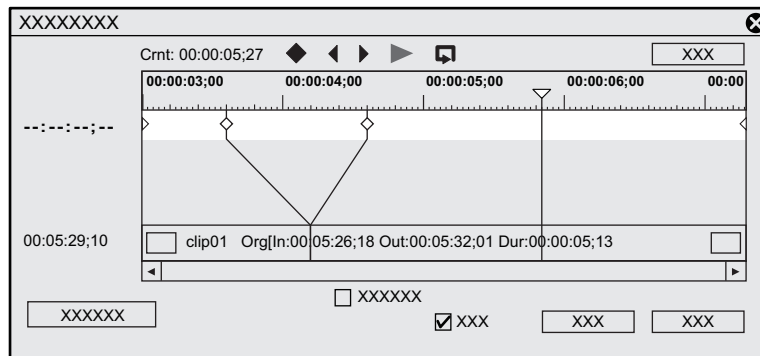 XXXXXXXX
Crnt: 00:00:05;27
XXX
00:00:03;00 00:00:04;00 00:00:05;00 00:00:06;00 00:00
--:--:--;--
00:05:29;10
clip01 Org[In:00:05:26;18 Out:00:05:32;01 Dur:00:00:05;13
XXXXXX
XXXXXX
XXX
XXX
XXX